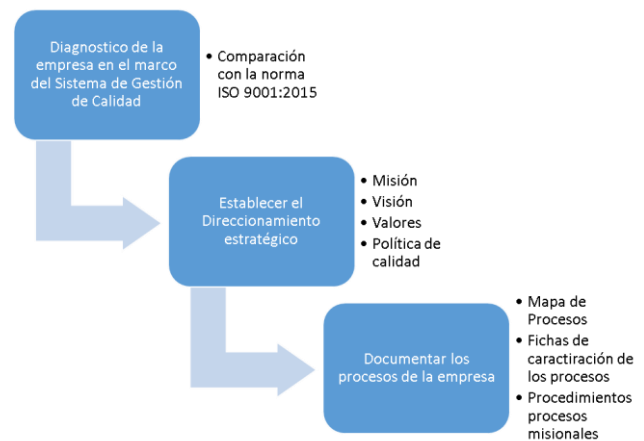 Diagnostico de la
empresa en el marco
del Sistema de Gestión
de Calidad
• Comparación
con la norma
ISO 9001:2015
Establecer el
Direccionamiento
estratégico
• Misión
• Visión
• Valores
• Política de
calidad
Documentar los
procesos de la empresa
• Mapa de
Procesos
• Fichas de
caractiración de
los procesos
• Procedimientos
procesos
misionales